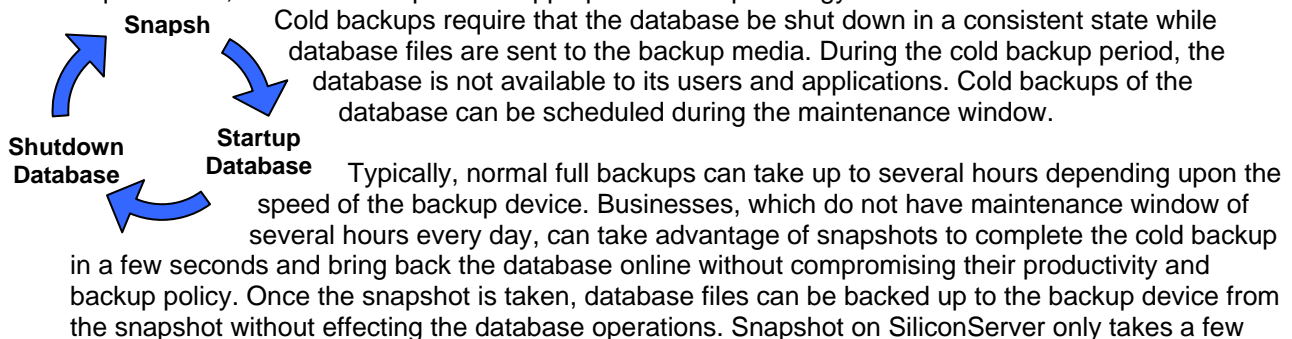 Snapsh
Cold backups require that the database be shut down in a consistent state while
database files are sent to the backup media. During the cold backup period, the
database is not available to its users and applications. Cold backups of the
database can be scheduled during the maintenance window.
Shutdown
Database
Startup
Database
Typically, normal full backups can take up to several hours depending upon the
speed of the backup device. Businesses, which do not have maintenance window of
several hours every day, can take advantage of snapshots to complete the cold backup
in a few seconds and bring back the database online without compromising their productivity and
backup policy. Once the snapshot is taken, database files can be backed up to the backup device from
the snapshot without effecting the database operations. Snapshot on SiliconServer only takes a few